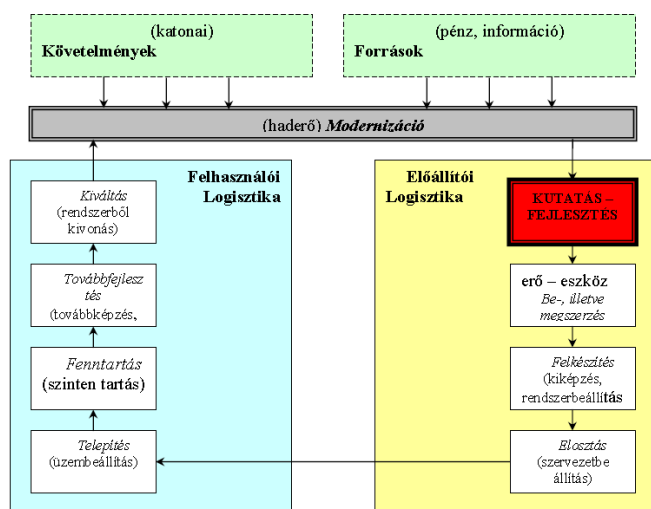 (katonai)
Követelmények
(pénz, információ)
Források
(haderő) Modernizáció
Felhasználói
Logisztika
Kiváltás
(rendszerből
kivonás)
Továbbfejlesz
tés
(továbbképzés,
Fenntartás
(szinten tartás)
Telepítés
(üzembeállítás)
Előállítói
Logisztika
KUTATÁS –
FEJLESZTÉS
erő – eszköz
Be-, illetve
megszerzés
Felkészítés
(kiképzés,
rendszerbeállítás
Elosztás
(szervezetbe
állítás)